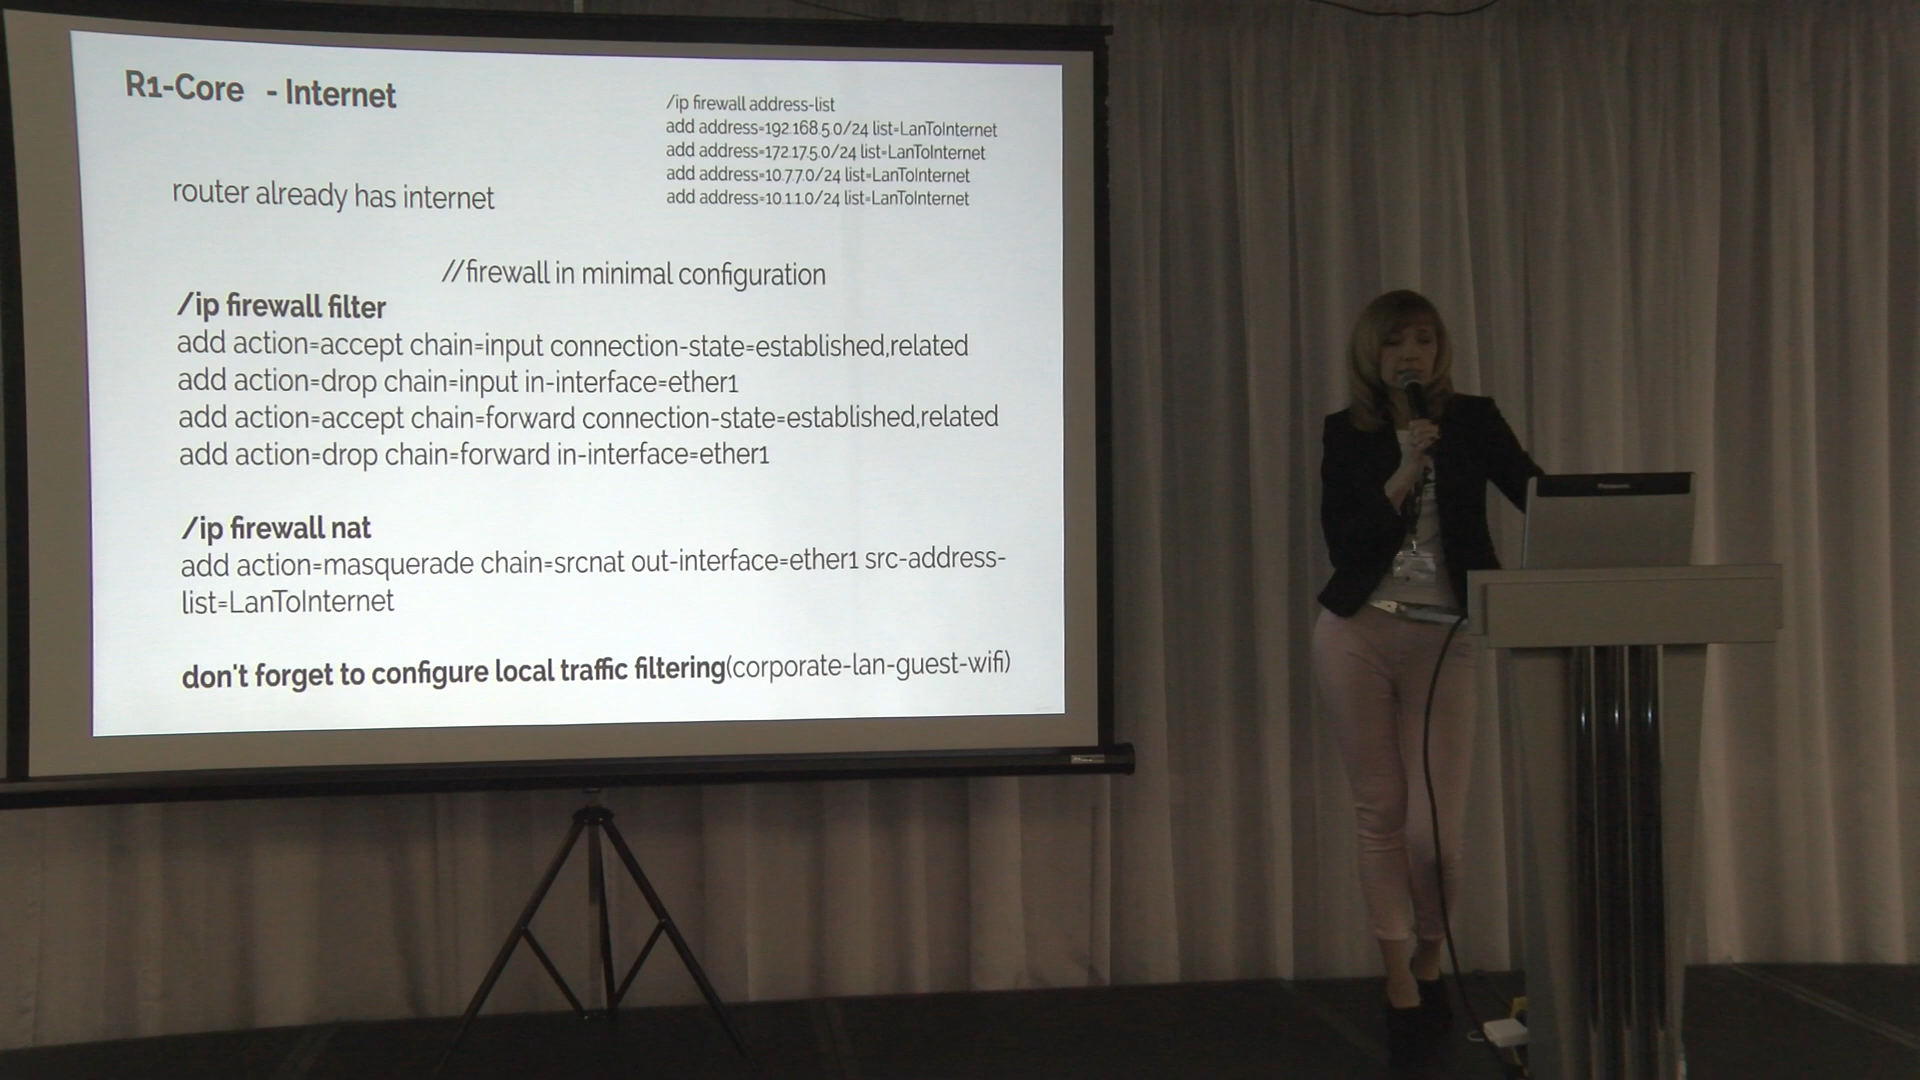 R1-Core - Internet
/ip firewall address-list
add address=192.168.5.0/24 list=LanToInternet
add address=172.17.5.0/24 list=LanToInternet
add address=10.7.7.0/24 list=LanToInternet
add address=10.1.1.0/24 list=LanToInternet
router already has internet
//firewall in minimal configuration
/ip firewall filter
add action=accept chain=input connection-state=established,related
add action=drop chain=input in-interface=ether1
add action=accept chain=forward connection-state=established,related
add action=drop chain=forward in-interface=ether1
/ip firewall nat
add action=masquerade chain=srcnat out-interface=ether1 src-address-
list=LanToInternet
don't forget to configure local traffic filtering(corporate-lan-guest-wifi)
Panasonic